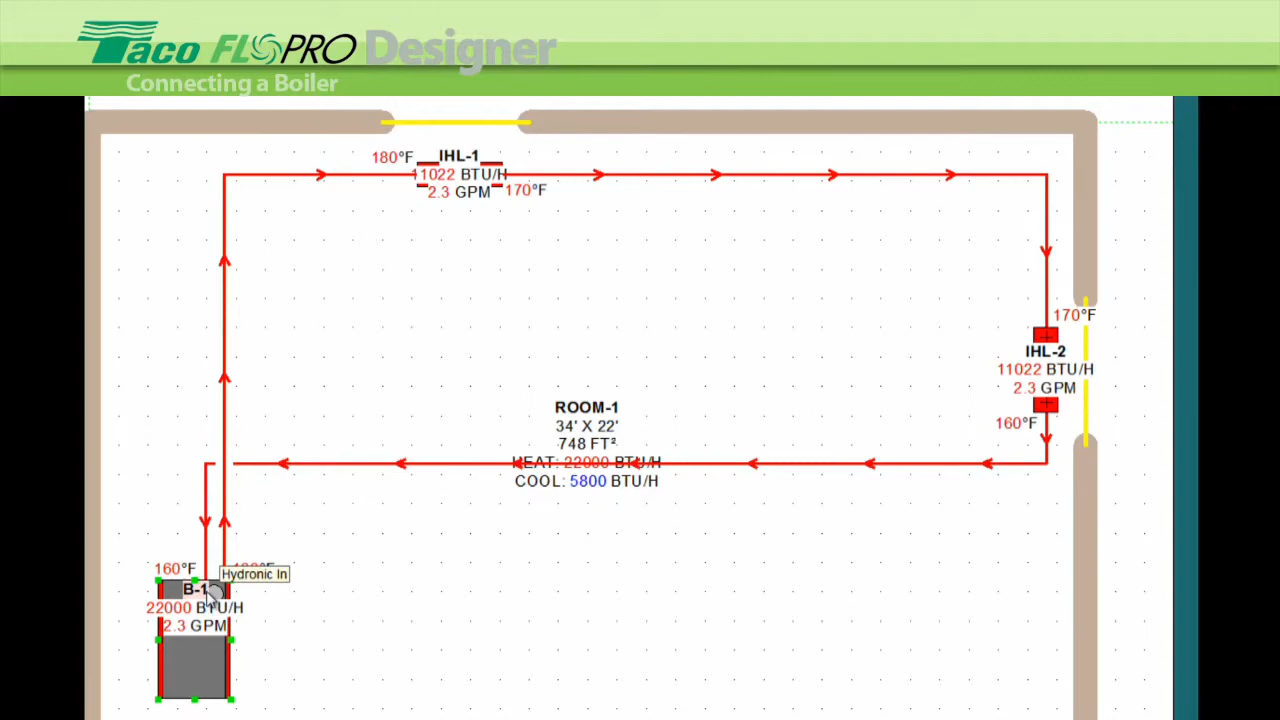 Taco FLOPRO Designer
Connecting a Boiler
180°F
IHL-1
11022 BTU/H
2.3 GPM
170°F
170°F
IHL-2
11022 BTU/H
2.3 GPM
160°F
ROOM-1
34' X 22'
748 FT²
HEAT: 22000 BTU/H
COOL: 5800 BTU/H
160°F
Hydronic In
B-1
22000 BTU/H
2.3 GPM